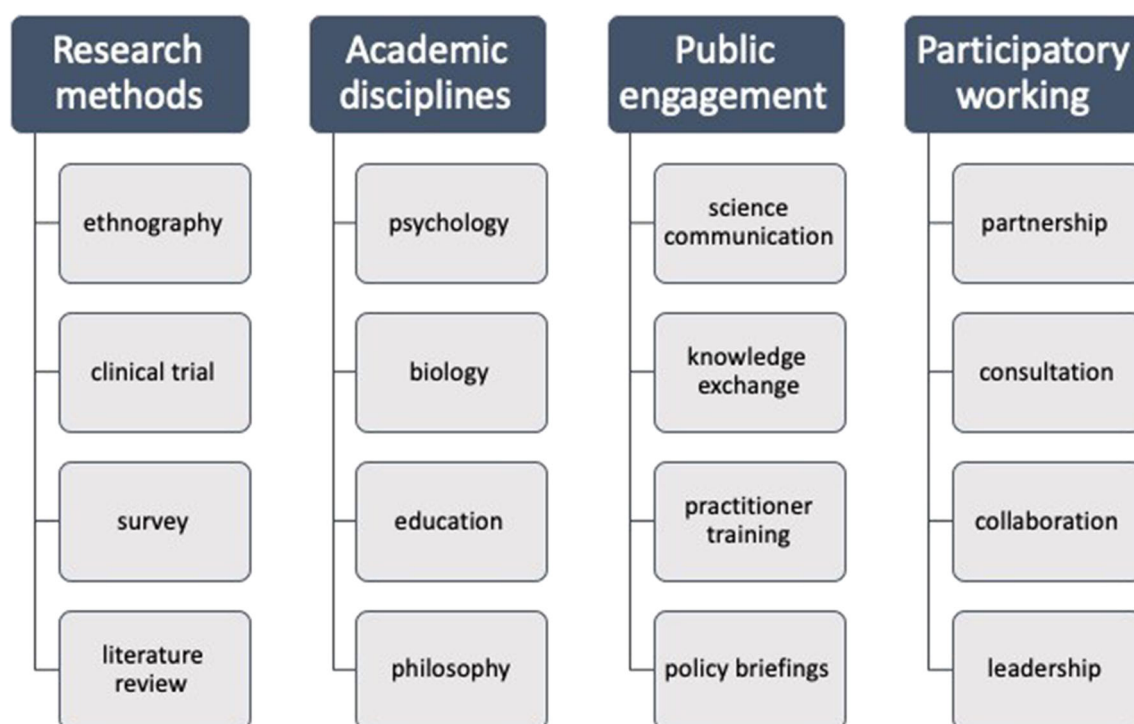 Research
methods
ethnography
clinical trial
survey
literature
review
Academic
disciplines
psychology
biology
education
philosophy
Public
engagement
science
communication
knowledge
exchange
practitioner
training
policy briefings
Participatory
working
partnership
consultation
collaboration
leadership